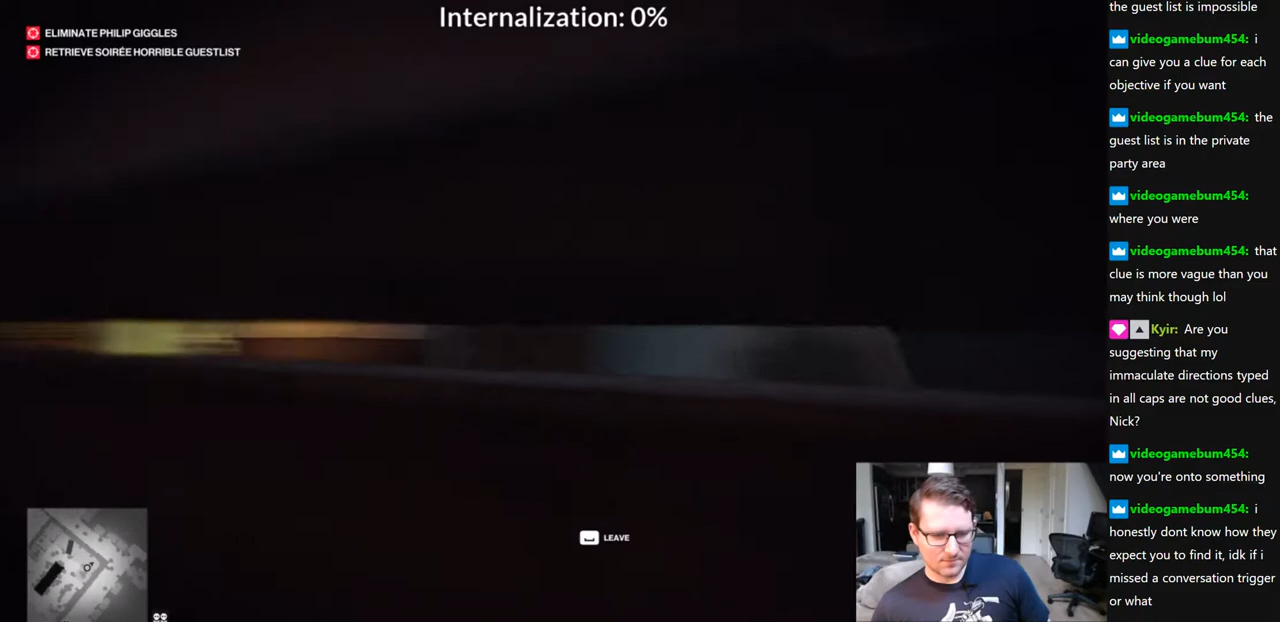 Internalization: 0%
ELIMINATE PHILIP GIGGLES
RETRIEVE SOIRÉE HORRIBLE GUESTLIST
LEAVE
the guest list is impossible
videogamebum454: i
can give you a clue for each
objective if you want
videogamebum454: the
guest list is in the private
party area
videogamebum454:
where you were
videogamebum454: that
clue is more vague than you
may think though lol
Kyir: Are you
suggesting that my
immaculate directions typed
in all caps are not good clues,
Nick?
videogamebum454:
now you're onto something
videogamebum454: i
honestly dont know how they
expect you to find it, idk if i
missed a conversation trigger
or what